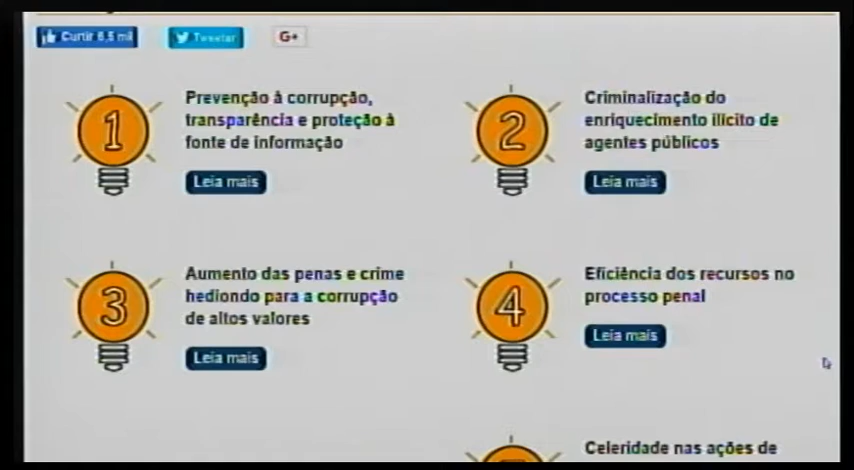 Curtir 6,5 mil
Tweetar
G+
1
Prevenção à corrupção,
transparência e proteção à
fonte de informação
Leia mais
2
Criminalização do
enriquecimento ilícito de
agentes públicos
Leia mais
3
Aumento das penas e crime
hediondo para a corrupção
de altos valores
Leia mais
4
Eficiência dos recursos no
processo penal
Leia mais
Celeridade nas ações de